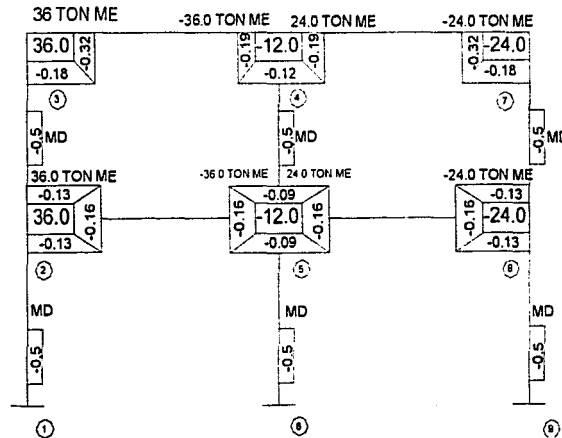 36 TON ME -36.0 TON ME 24.0 TON ME -24.0 TON ME
36.0 -0.32 -0.19 -12.0 -0.19 -0.32 -24.0
-0.18 -0.12 -0.18
3 4 7
-0.5 MD -0.5 MD -0.5 MD
36.0 TON ME -36.0 TON ME 24.0 TON ME -24.0 TON ME
-0.13 -0.09 -0.13
36.0 -0.16 -0.16 -12.0 -0.16 -0.16 -24.0
-0.13 -0.09 -0.13
2 5 8
MD MD MD
-0.5 -0.5 -0.5
1 6 9